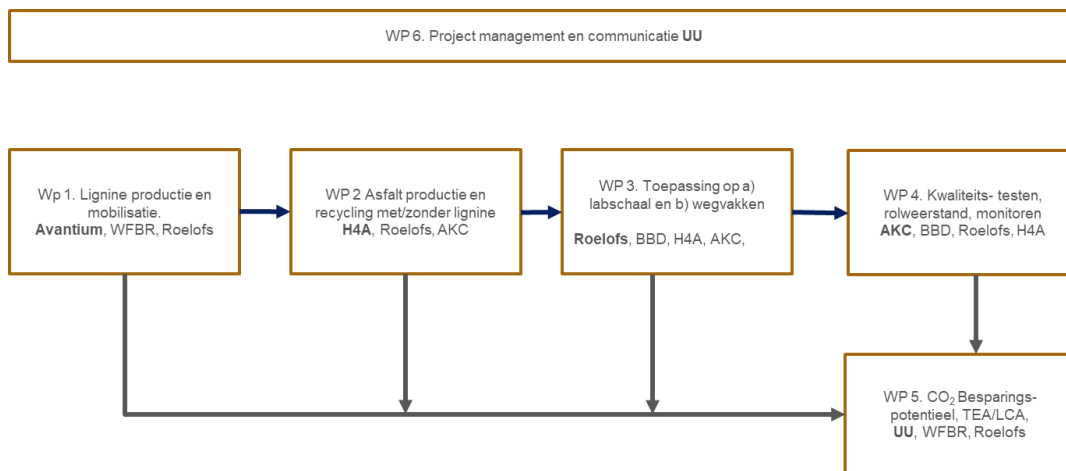 WP 6. Project management en communicatie UU
Wp 1. Lignine productie en
mobilisatie.
Avantium, WFBR, Roelofs
WP 2 Asfalt productie en
recycling met/zonder lignine
H4A, Roelofs, AKC
WP 3. Toepassing op a)
labschaal en b) wegvakken
Roelofs, BBD, H4A, AKC,
WP 4. Kwaliteits- testen,
rolweerstand, monitoren
AKC, BBD, Roelofs, H4A
WP 5. CO₂ Besparings-
potentieel, TEA/LCA,
UU, WFBR, Roelofs